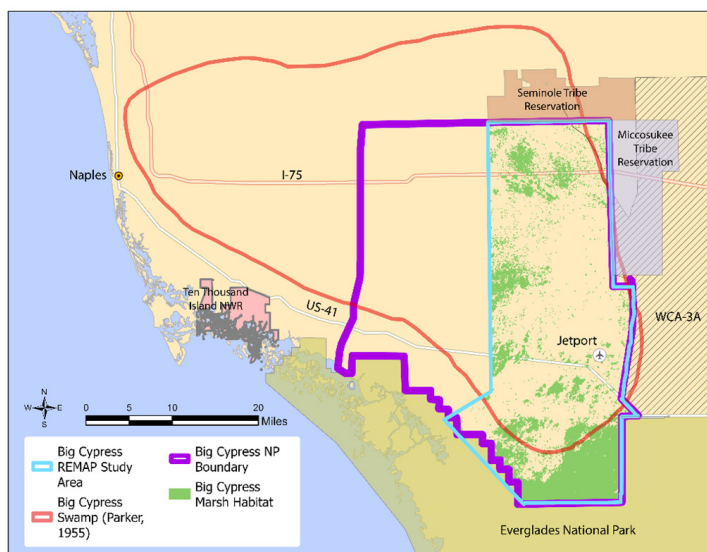 Seminole Tribe
Reservation
Miccosukee
Tribe
Reservation
Naples
I-75
Ten Thousand
Island NWR
US-41
WCA-3A
Jetport
N
W
E
S
0
5
10
20
Miles
Big Cypress
REMAP Study
Area
Big Cypress
Swamp (Parker,
1955)
Big Cypress NP
Boundary
Big Cypress
Marsh Habitat
Everglades National Park